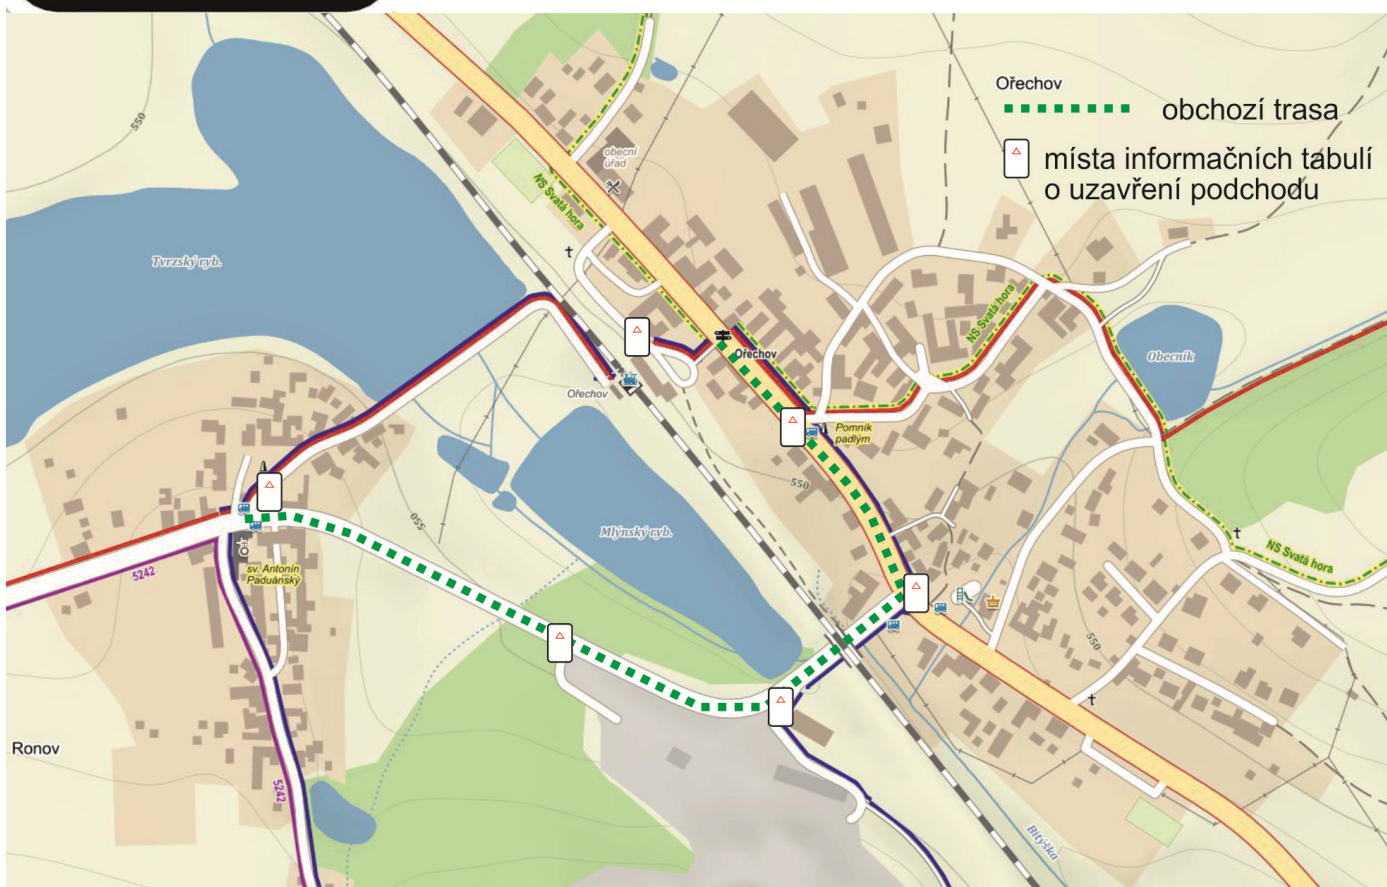 Ořechov
obchozí trasa
místa informačních tabulí
o uzavření podchodu
550
obecní
úřad
NS Svatá hora
Tvrzský ryb.
NS Svatá hora
Obecník
Ořechov
Ořechov
Pomník
padlým
550
550
Mlýnský ryb.
NS Svatá hora
sv. Antonín
Paduánský
5242
550
Ronov
5242
Bitýška